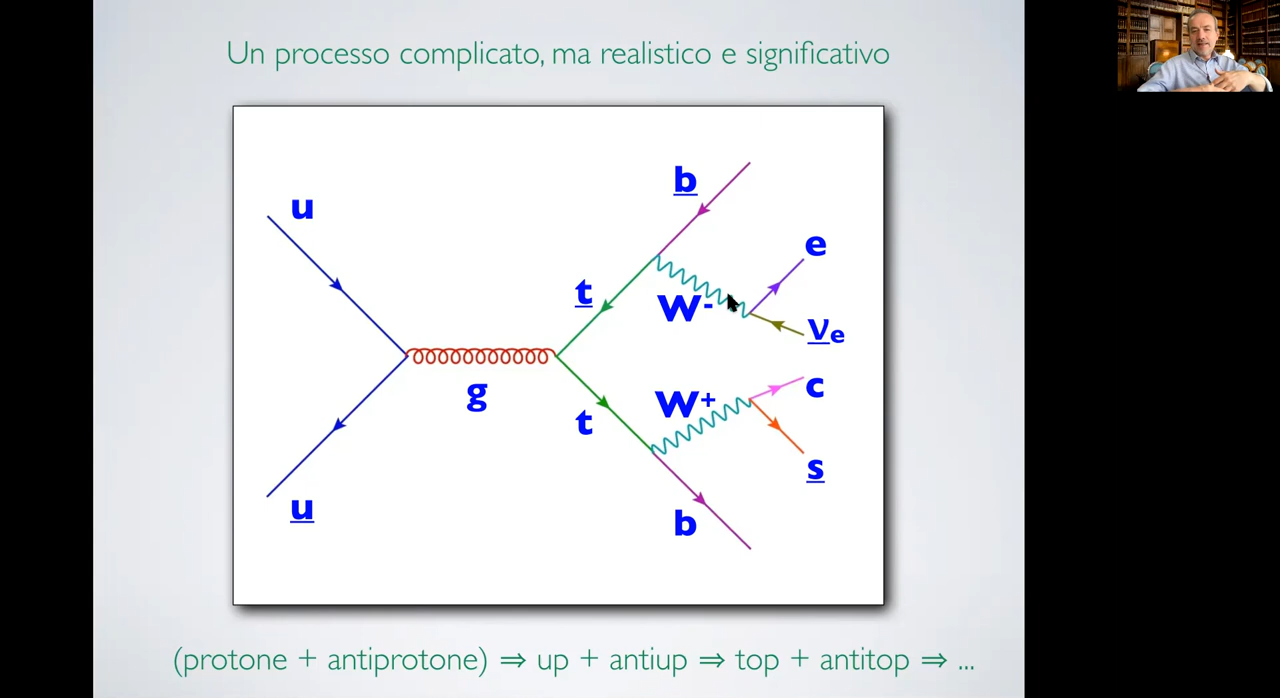 Un processo complicato, ma realistico e significativo
u
b
e
t
W-
νe
g
c
W+
t
s
u
b
(protone + antiprotone) ⇒ up + antiup ⇒ top + antitop ⇒ ...